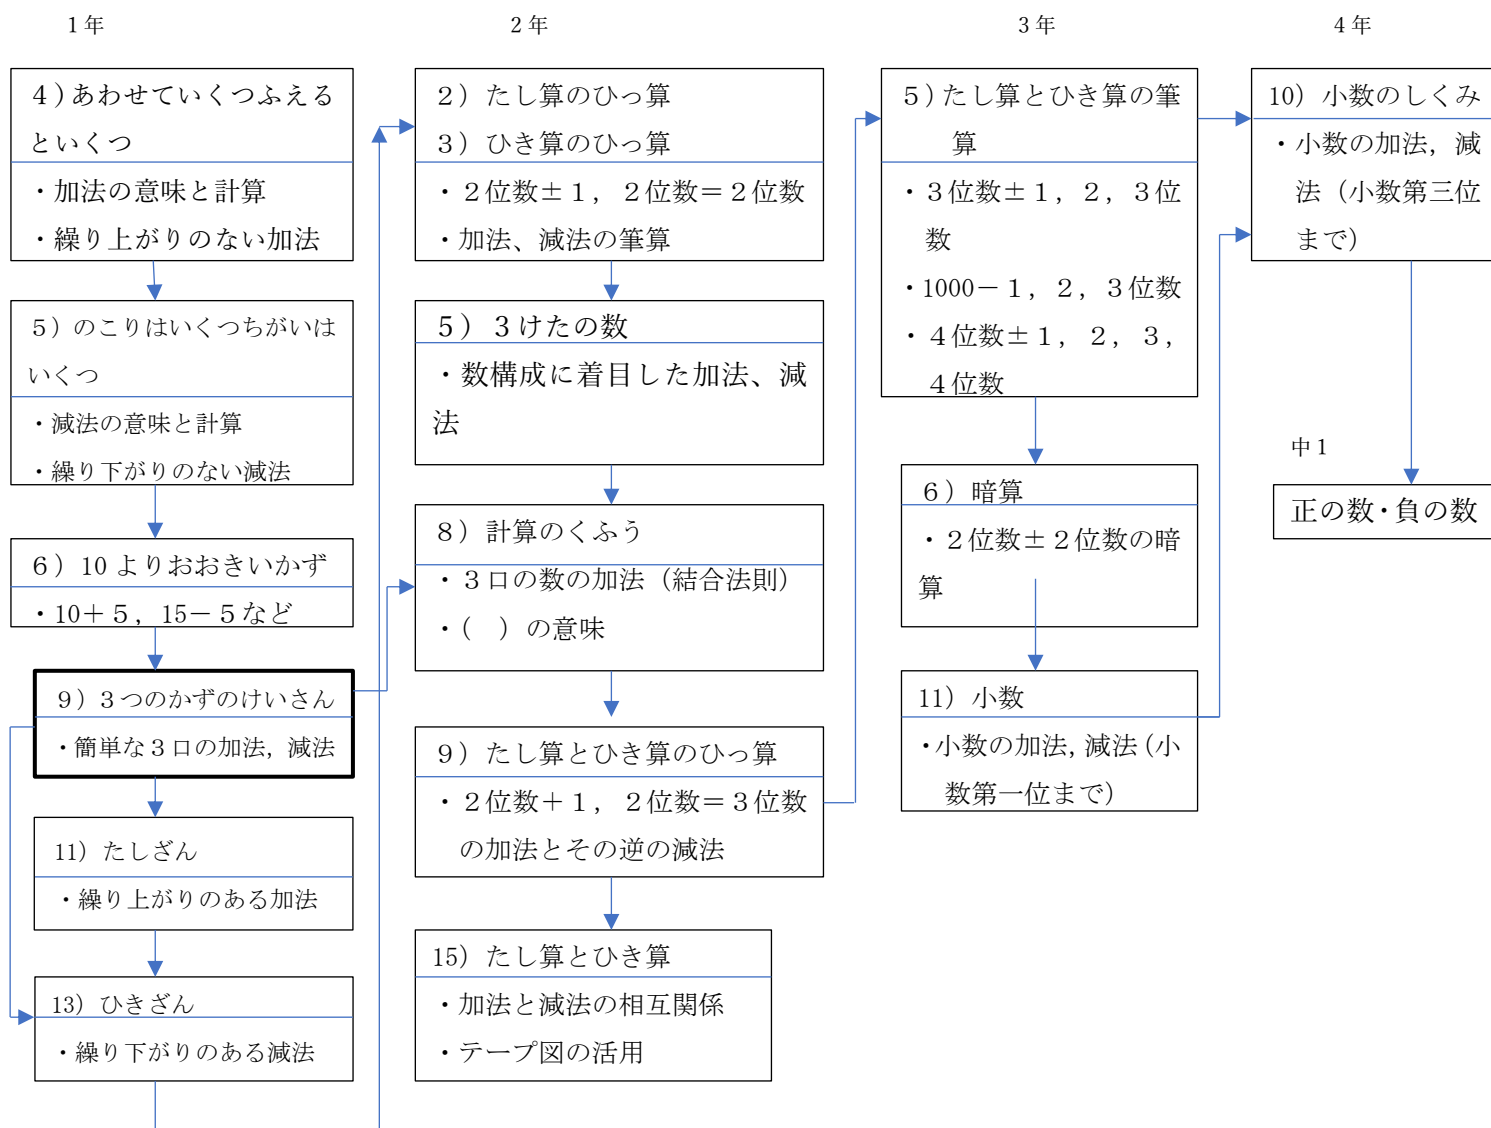 1年
4)あわせていくつふえる
といくつ
・加法の意味と計算
・繰り上がりのない加法
5）のこりはいくつちがいは
いくつ
・減法の意味と計算
・繰り下がりのない減法
6）10 よりおおきいかず
・10＋5，15－5など
9）3つのかずのけいさん
・簡単な3口の加法，減法
11）たしざん
・繰り上がりのある加法
13）ひきざん
・繰り下がりのある減法
2年
2）たし算のひっ算
3）ひき算のひっ算
・2位数±1，2位数＝2位数
・加法、減法の筆算
5）3けたの数
・数構成に着目した加法、減
法
8）計算のくふう
・3口の数の加法（結合法則）
・(　）の意味
9）たし算とひき算のひっ算
・2位数＋1，2位数＝3位数
の加法とその逆の減法
15）たし算とひき算
・加法と減法の相互関係
・テープ図の活用
3年
5)たし算とひき算の筆
算
・3位数±1，2，3位
数
・1000－1，2，3位数
・4位数±1，2，3，
4位数
6）暗算
・2位数±2位数の暗
算
11）小数
・小数の加法，減法（小
数第一位まで）
4年
10）小数のしくみ
・小数の加法，減
法（小数第三位
まで）
中1
正の数・負の数